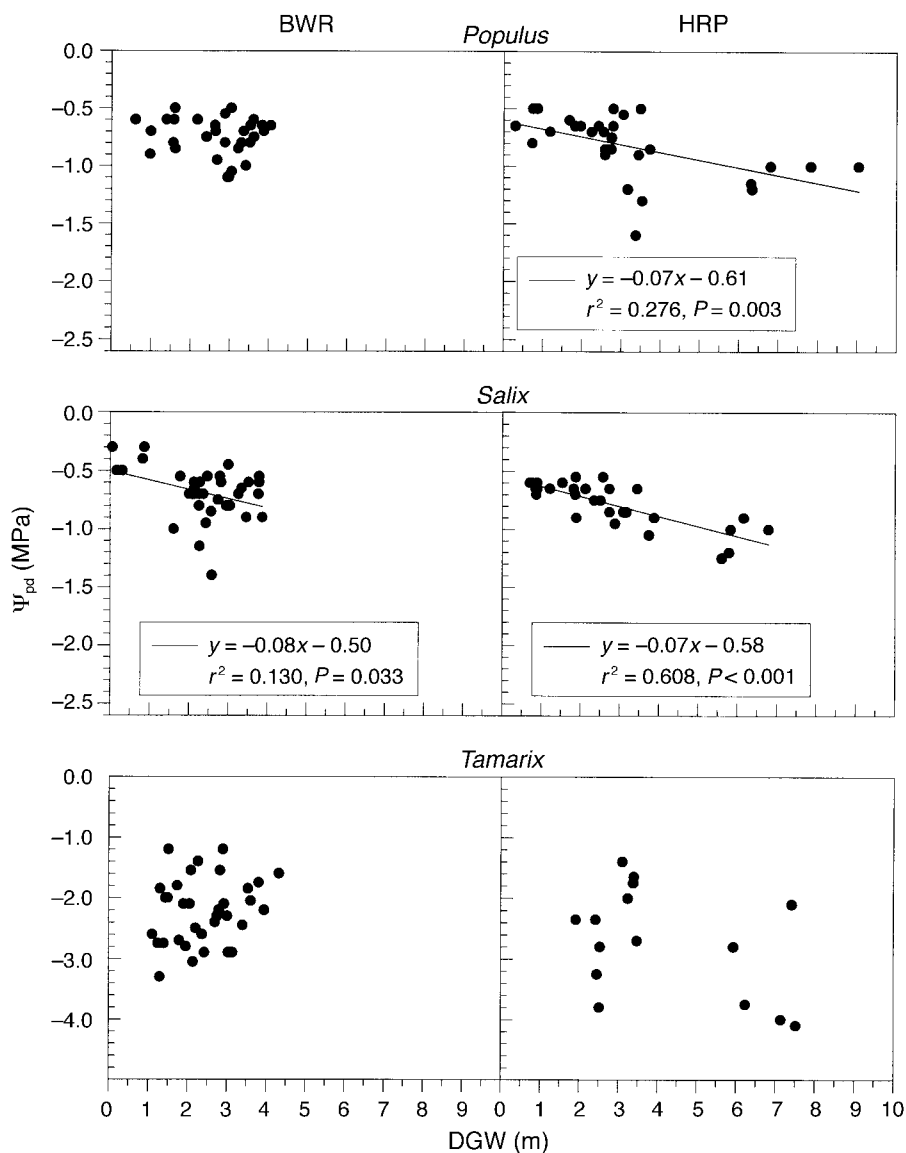 BWR
HRP
Populus
0.0
−0.5
−1.0
−1.5
−2.0
−2.5
y = −0.07x − 0.61
r² = 0.276, P = 0.003
Salix
0.0
−0.5
−1.0
−1.5
−2.0
−2.5
Ψpd (MPa)
y = −0.08x − 0.50
r² = 0.130, P = 0.033
y = −0.07x − 0.58
r² = 0.608, P < 0.001
Tamarix
0.0
−1.0
−2.0
−3.0
−4.0
0 1 2 3 4 5 6 7 8 9 0 1 2 3 4 5 6 7 8 9 10
DGW (m)